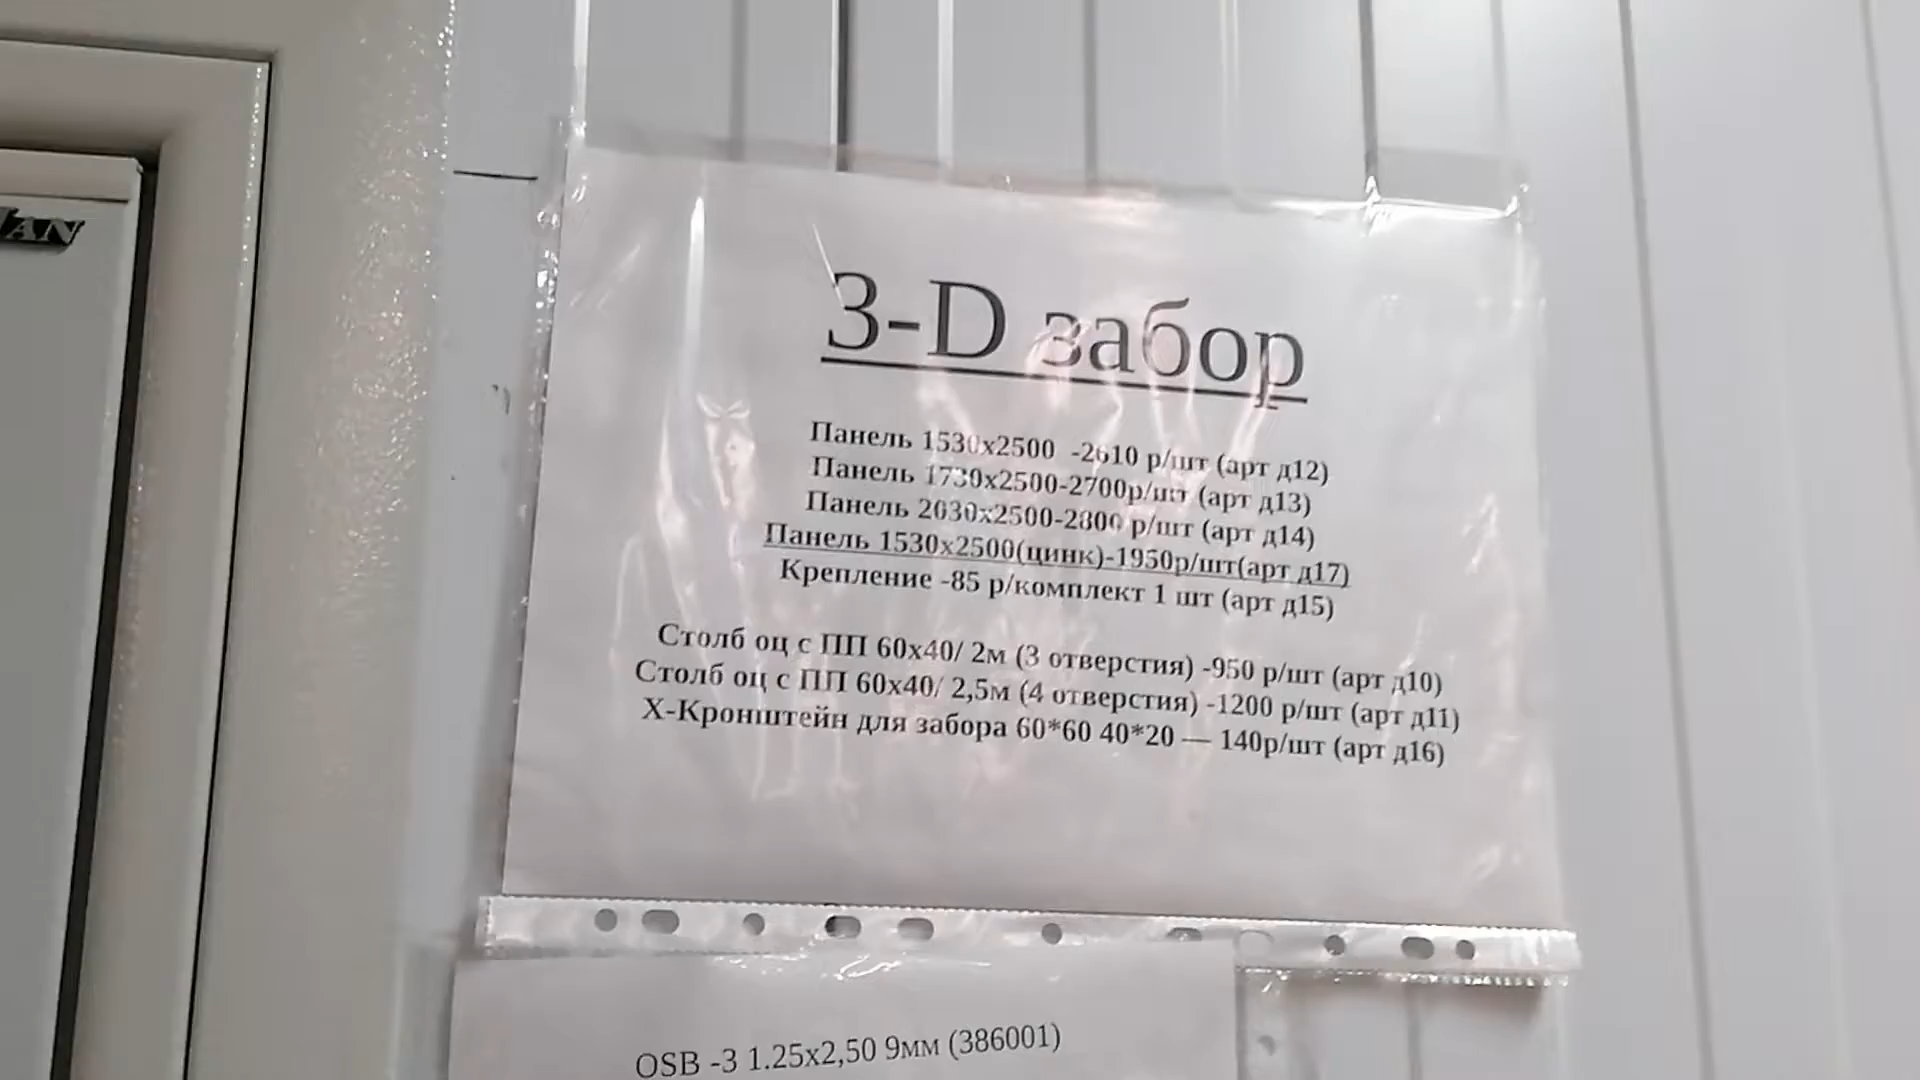 3-D забор
Панель 1530х2500 -2610 р/шт (арт д12)
Панель 1730х2500-2700р/шт (арт д13)
Панель 2030х2500-2800 р/шт (арт д14)
Панель 1530х2500(цинк)-1950р/шт(арт д17)
Крепление -85 р/комплект 1 шт (арт д15)
Столб оц с ПП 60х40/ 2м (3 отверстия) -950 р/шт (арт д10)
Столб оц с ПП 60х40/ 2,5м (4 отверстия) -1200 р/шт (арт д11)
Х-Кронштейн для забора 60*60 40*20 — 140р/шт (арт д16)
OSB -3 1.25х2,50 9мм (386001)